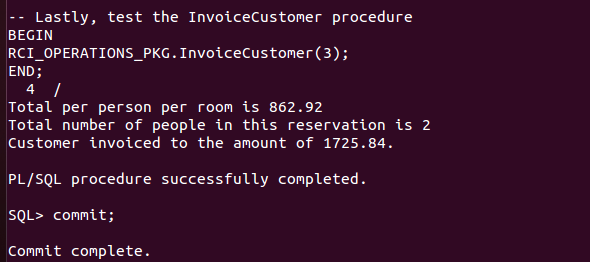 -- Lastly, test the InvoiceCustomer procedure
BEGIN
RCI_OPERATIONS_PKG.InvoiceCustomer(3);
END;
  4  /
Total per person per room is 862.92
Total number of people in this reservation is 2
Customer invoiced to the amount of 1725.84.

PL/SQL procedure successfully completed.

SQL> commit;

Commit complete.